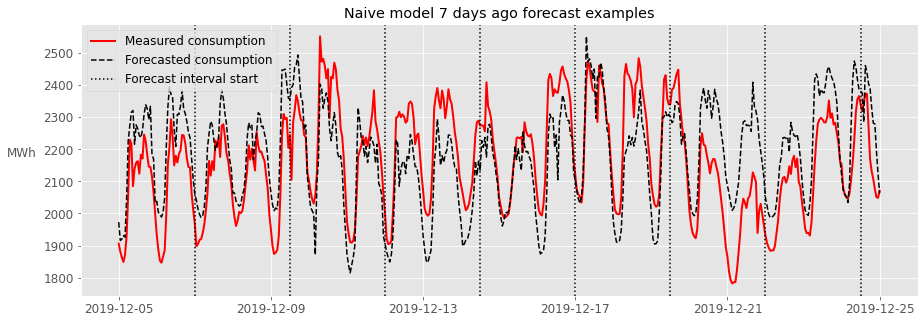 Naive model 7 days ago forecast examples
Measured consumption
Forecasted consumption
Forecast interval start
MWh
2500
2400
2300
2200
2100
2000
1900
1800
2019-12-05 2019-12-09 2019-12-13 2019-12-17 2019-12-21 2019-12-25